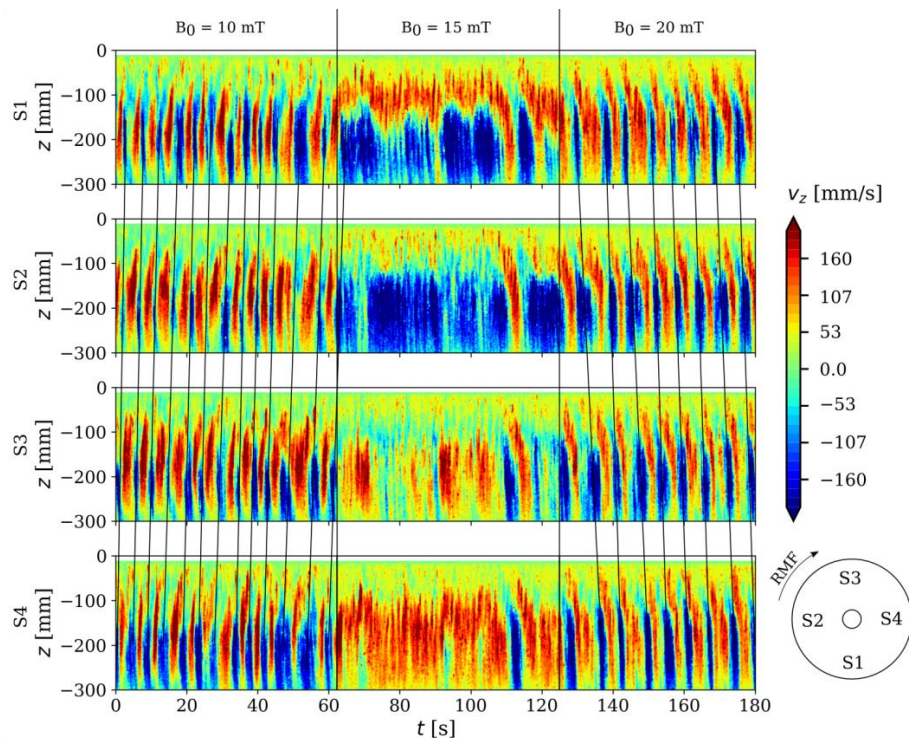 B₀ = 10 mT B₀ = 15 mT B₀ = 20 mT
S1
z [mm]
0
−100
−200
−300
S2
z [mm]
0
−100
−200
−300
S3
z [mm]
0
−100
−200
−300
S4
z [mm]
0
−100
−200
−300
0 20 40 60 80 100 120 140 160 180
t [s]
v_z [mm/s]
160
107
53
0.0
−53
−107
−160
RMF
S3
S2 S4
S1